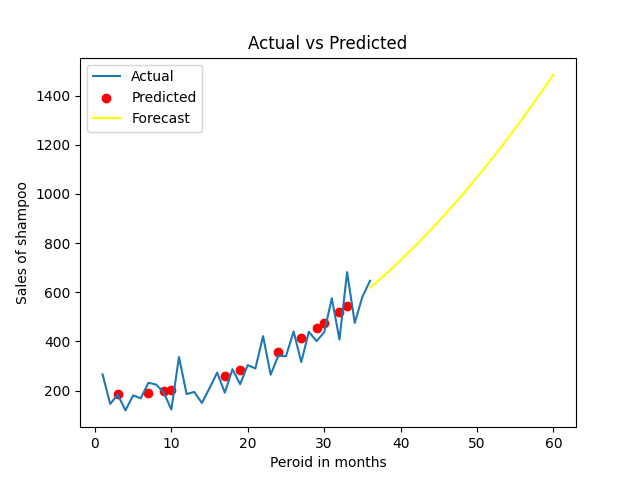 Actual vs Predicted
Actual
Predicted
Forecast
1400
1200
1000
800
600
400
200
Sales of shampoo
0
10
20
30
40
50
60
Peroid in months